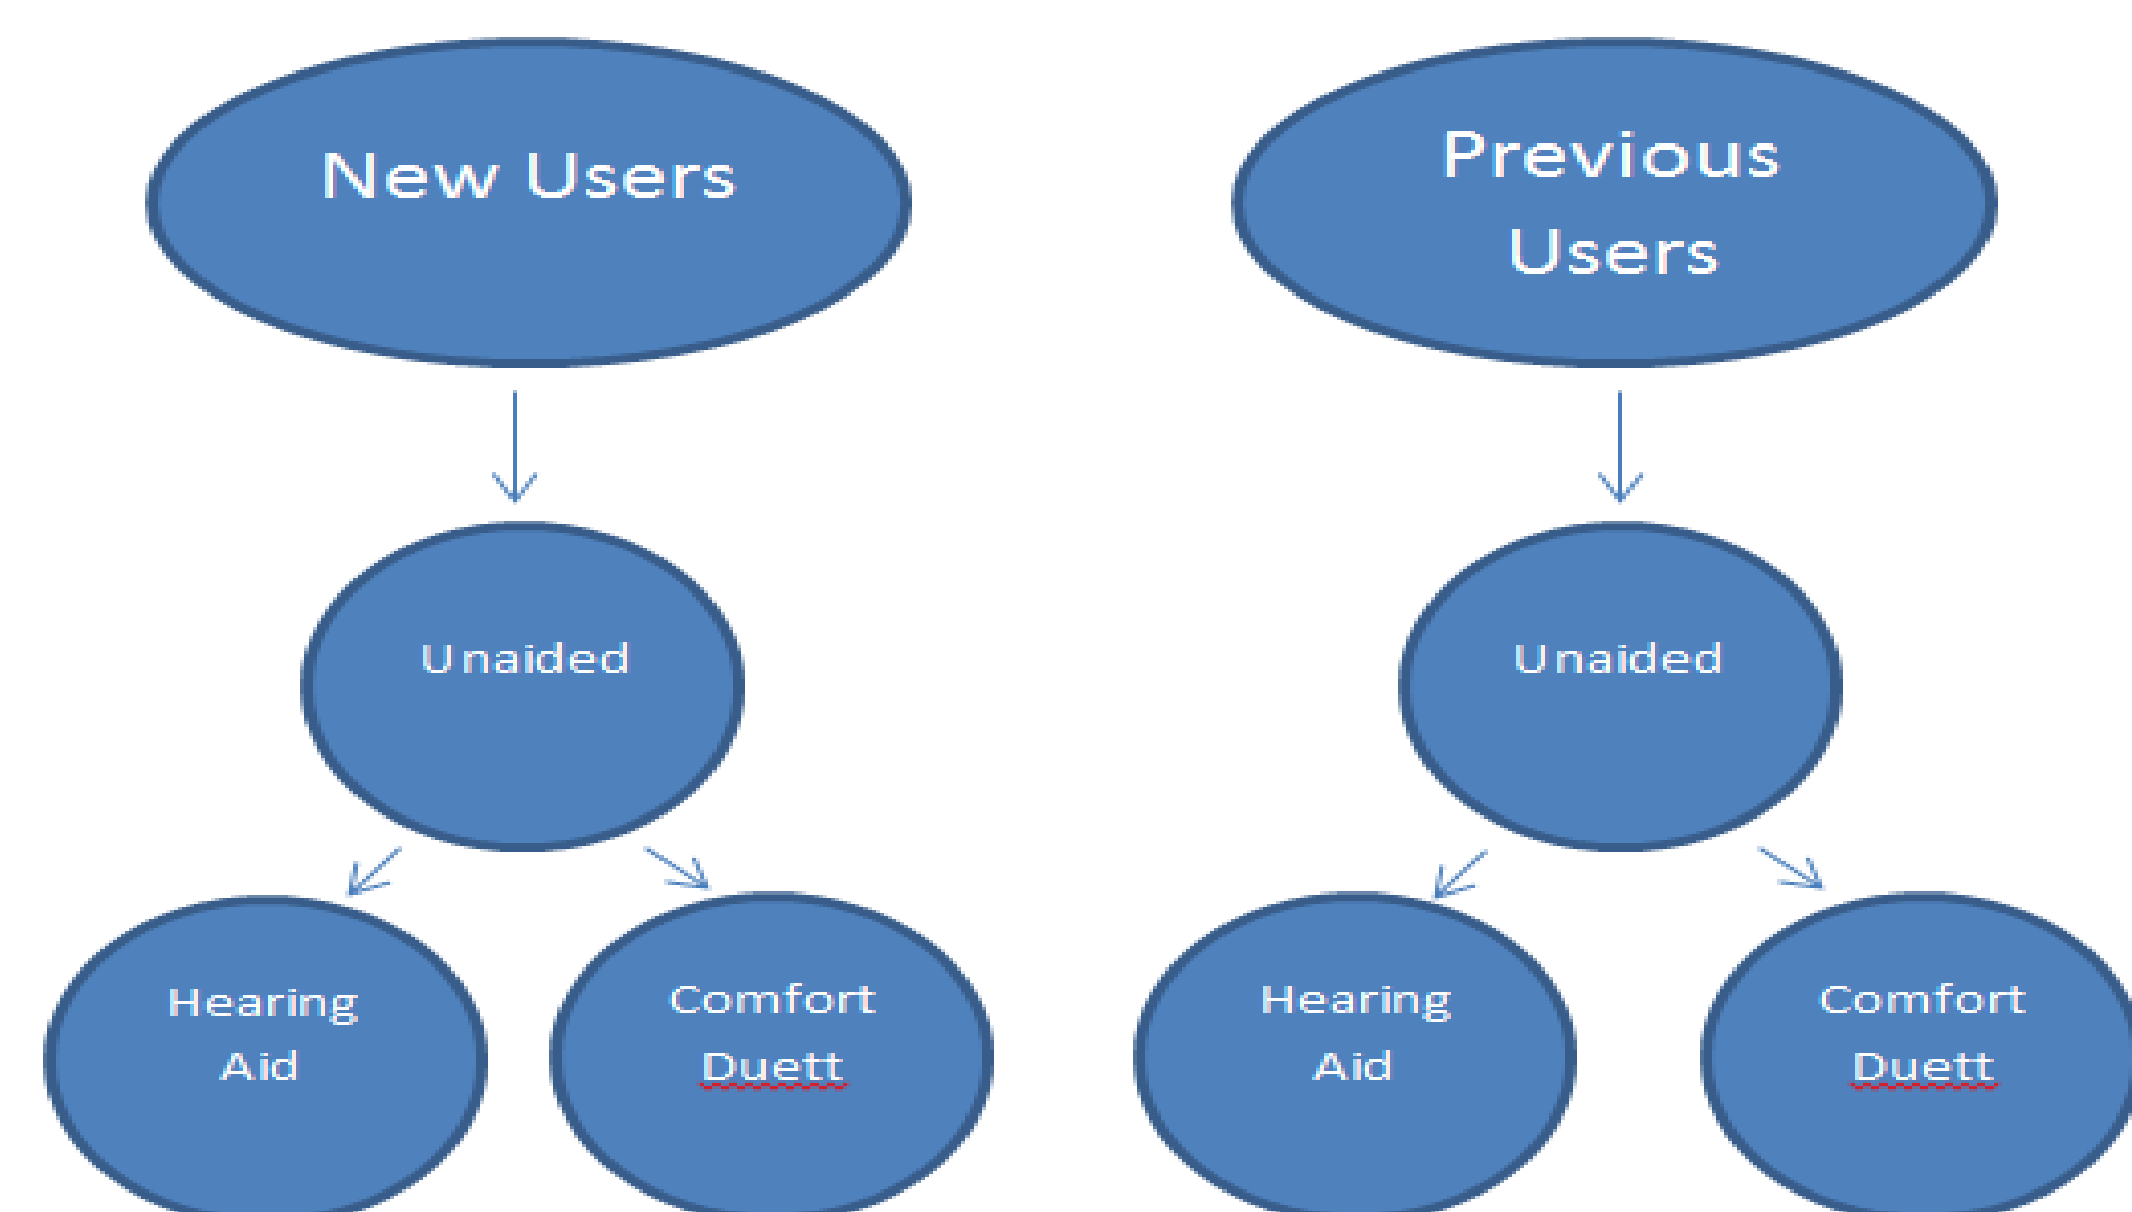 New Users
Previous
Users
Unaided
Unaided
Hearing
Aid
Comfort
Duett
Hearing
Aid
Comfort
Duett